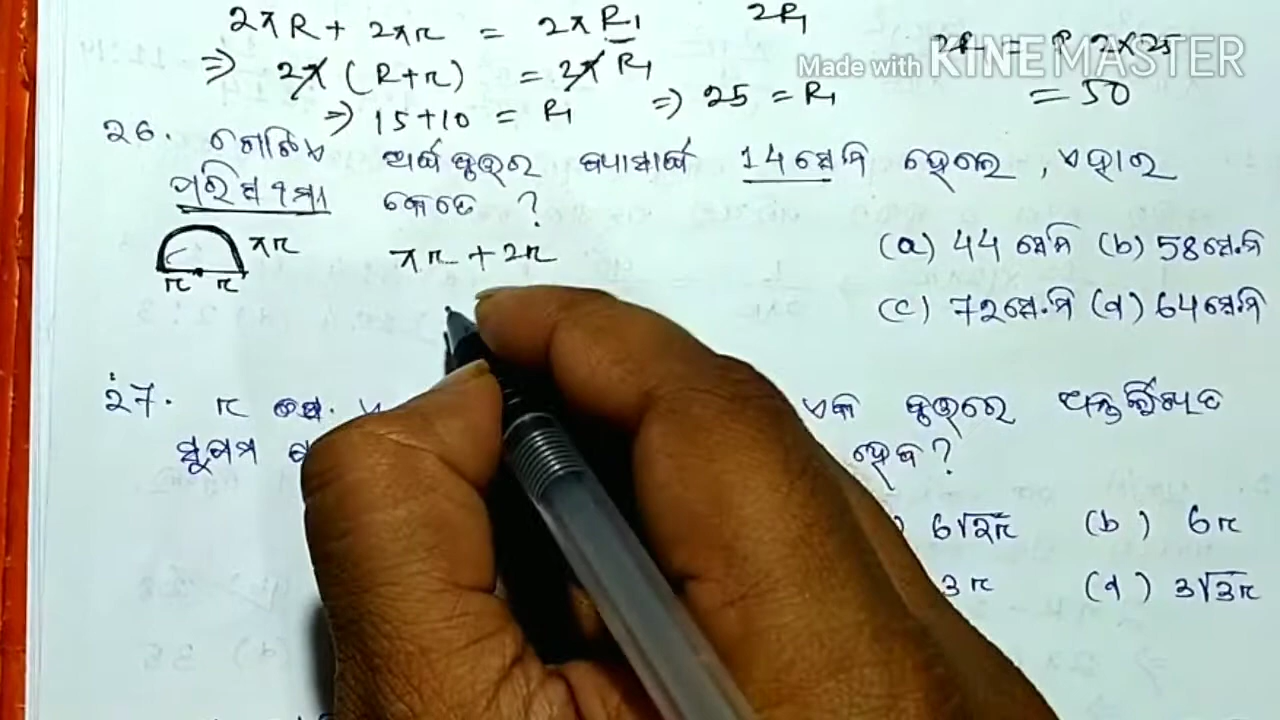 2πR + 2πr = 2πR₁ 2R₁
⇒ 2π (R+r) = 2π R₁
⇒ 15+10 = R₁ ⇒ 25 = R₁
= 50
Made with KINEMASTER
26. ଗୋଟିଏ ଅର୍ଧବୃତ୍ତର ବ୍ୟାସାର୍ଧ 14 ସେମି ହେଲେ, ଏହାର
ପରିସୀମା କେତେ ?
πr
πr + 2r
r r
(a) 44 ସେମି (b) 58 ସେ.ମି
(c) 72 ସେ.ମି (d) 64 ସେ.ମି
27. r ଏକ ବୃତ୍ତରେ ଅନ୍ତର୍ଲିଖିତ
ହେବ ?
6√2r (b) 6r
3r (d) 3√3r